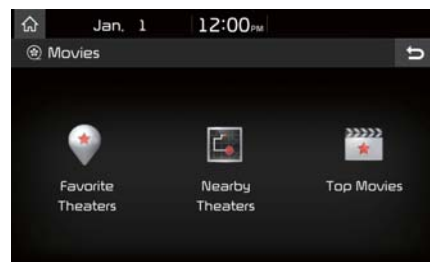 Jan. 1 12:00PM
Movies
Favorite
Theaters
Nearby
Theaters
Top Movies